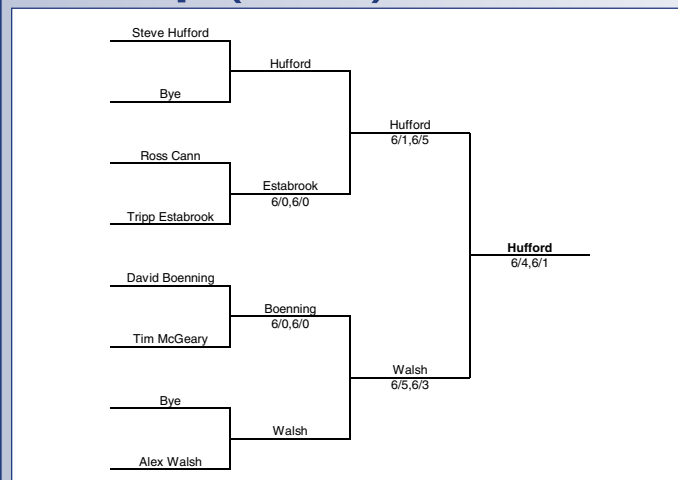 Steve Hufford
Hufford
Bye
Hufford
6/1,6/5
Ross Cann
Estabrook
6/0,6/0
Tripp Estabrook
Hufford
6/4,6/1
David Boenning
Boenning
6/0,6/0
Tim McGeary
Walsh
6/5,6/3
Bye
Walsh
Alex Walsh